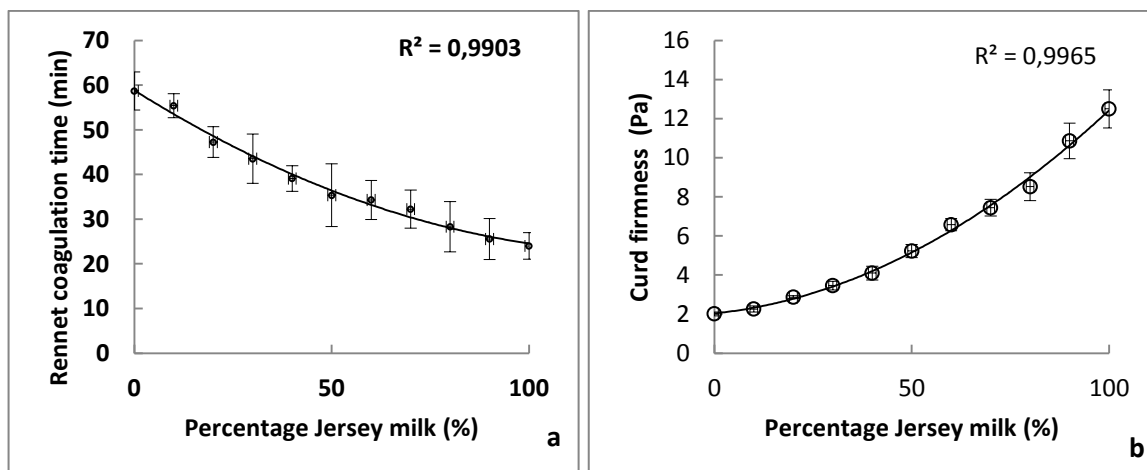 R² = 0,9903
Rennet coagulation time (min)
70
60
50
40
30
20
10
0
0 50 100
Percentage Jersey milk (%)
a
R² = 0,9965
Curd firmness (Pa)
16
14
12
10
8
6
4
2
0
0 50 100
Percentage Jersey milk (%)
b